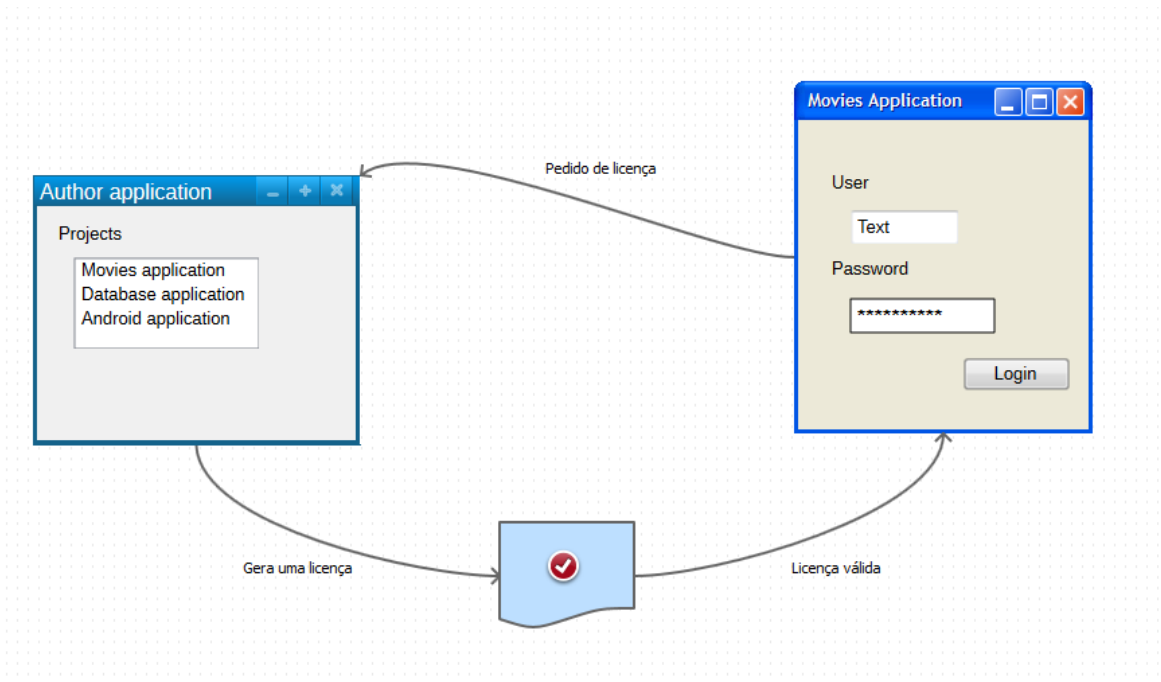 Movies Application
Pedido de licença
Author application
User
Text
Projects
Password
Movies application
Database application
Android application
**********
Login
Gera uma licença
Licença válida